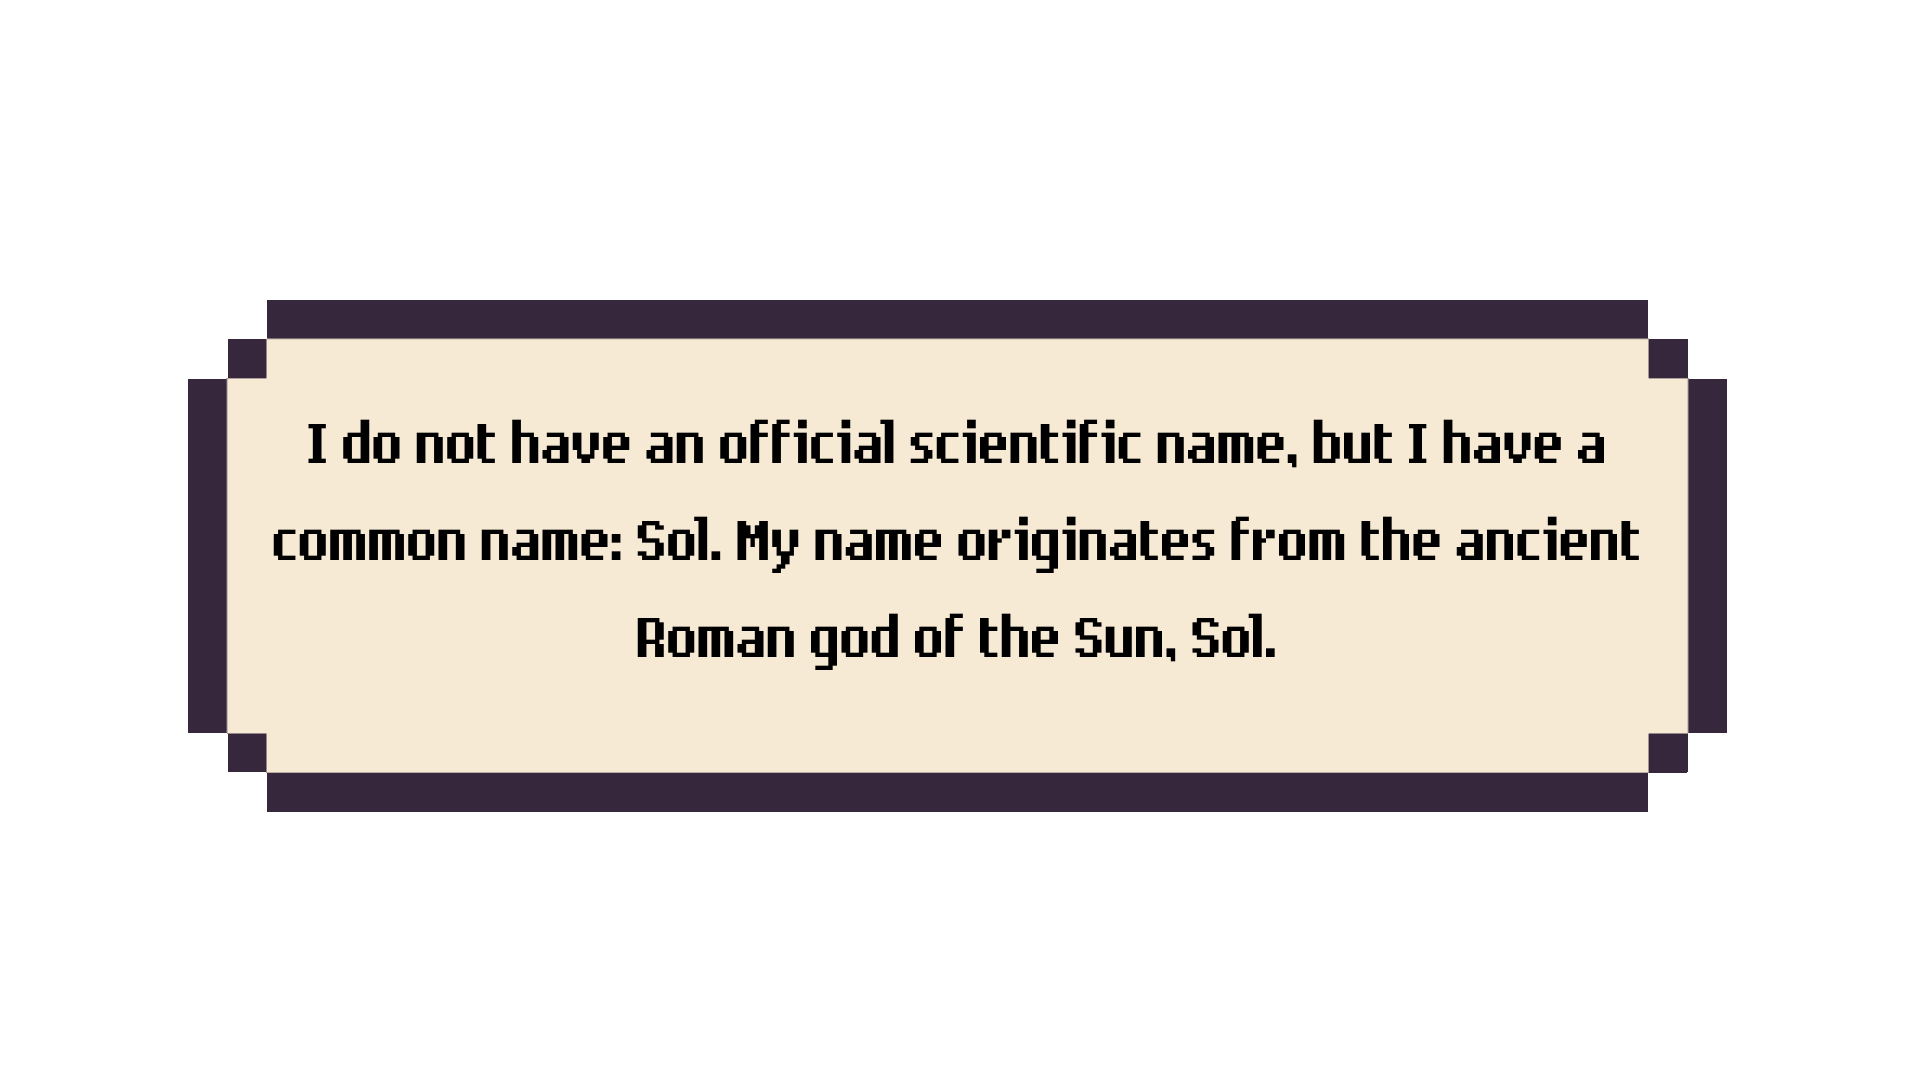 I do not have an official scientific name, but I have a
common name: Sol. My name originates from the ancient
Roman god of the Sun, Sol.